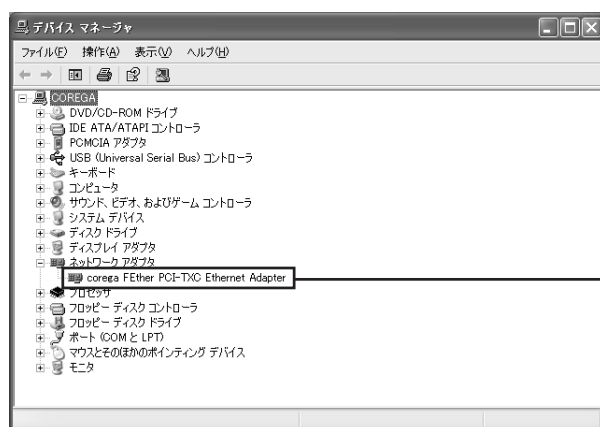 デバイス マネージャ
ファイル(F) 操作(A) 表示(V) ヘルプ(H)
COREGA
DVD/CD-ROM ドライブ
IDE ATA/ATAPI コントローラ
PCMCIA アダプタ
USB (Universal Serial Bus) コントローラ
キーボード
コンピュータ
サウンド、ビデオ、およびゲーム コントローラ
システム デバイス
ディスク ドライブ
ディスプレイ アダプタ
ネットワーク アダプタ
corega FEther PCI-TXC Ethernet Adapter
プロセッサ
フロッピー ディスク コントローラ
フロッピー ディスク ドライブ
ポート (COM と LPT)
マウスとそのほかのポインティング デバイス
モニタ